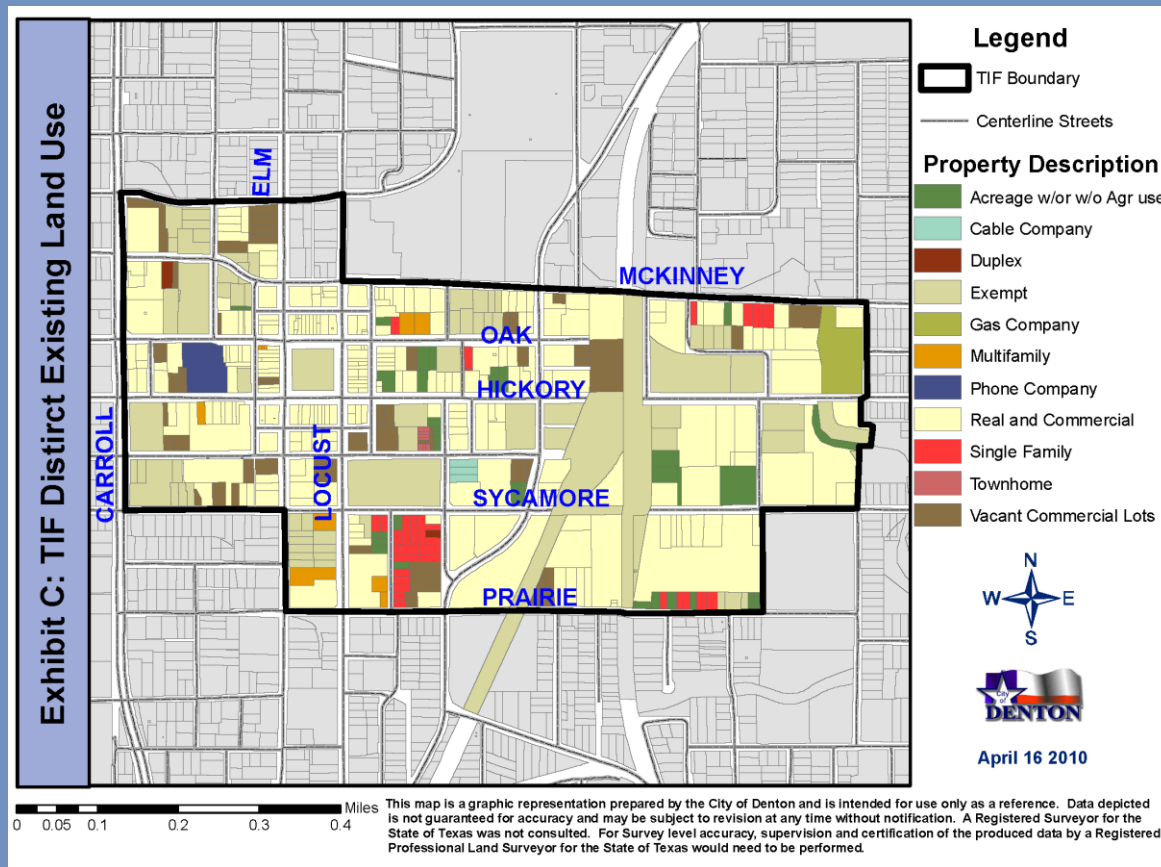 Exhibit C: TIF District Existing Land Use
ELM
MCKINNEY
OAK
HICKORY
CARROLL
LOCUST
SYCAMORE
PRAIRIE
Legend
TIF Boundary
Centerline Streets
Property Description
Acreage w/or w/o Agr use
Cable Company
Duplex
Exempt
Gas Company
Multifamily
Phone Company
Real and Commercial
Single Family
Townhome
Vacant Commercial Lots
N
W E
S
City
of
DENTON
April 16 2010
Miles
0 0.05 0.1 0.2 0.3 0.4
This map is a graphic representation prepared by the City of Denton and is intended for use only as a reference. Data depicted
is not guaranteed for accuracy and may be subject to revision at any time without notification. A Registered Surveyor for the
State of Texas was not consulted. For Survey level accuracy, supervision and certification of the produced data by a Registered
Professional Land Surveyor for the State of Texas would need to be performed.